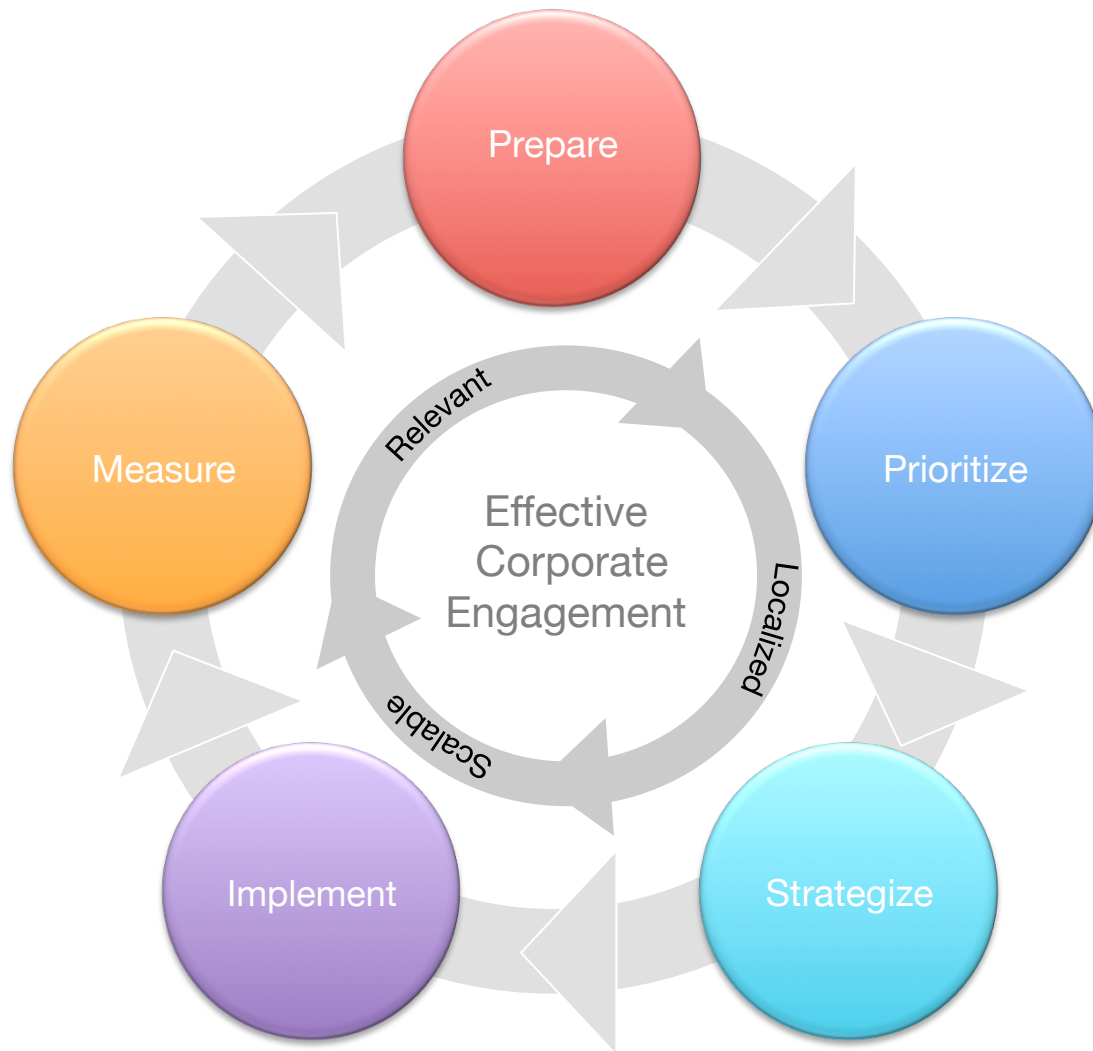 Prepare
Prioritize
Strategize
Implement
Measure
Relevant
Localized
Scalable
Effective
Corporate
Engagement